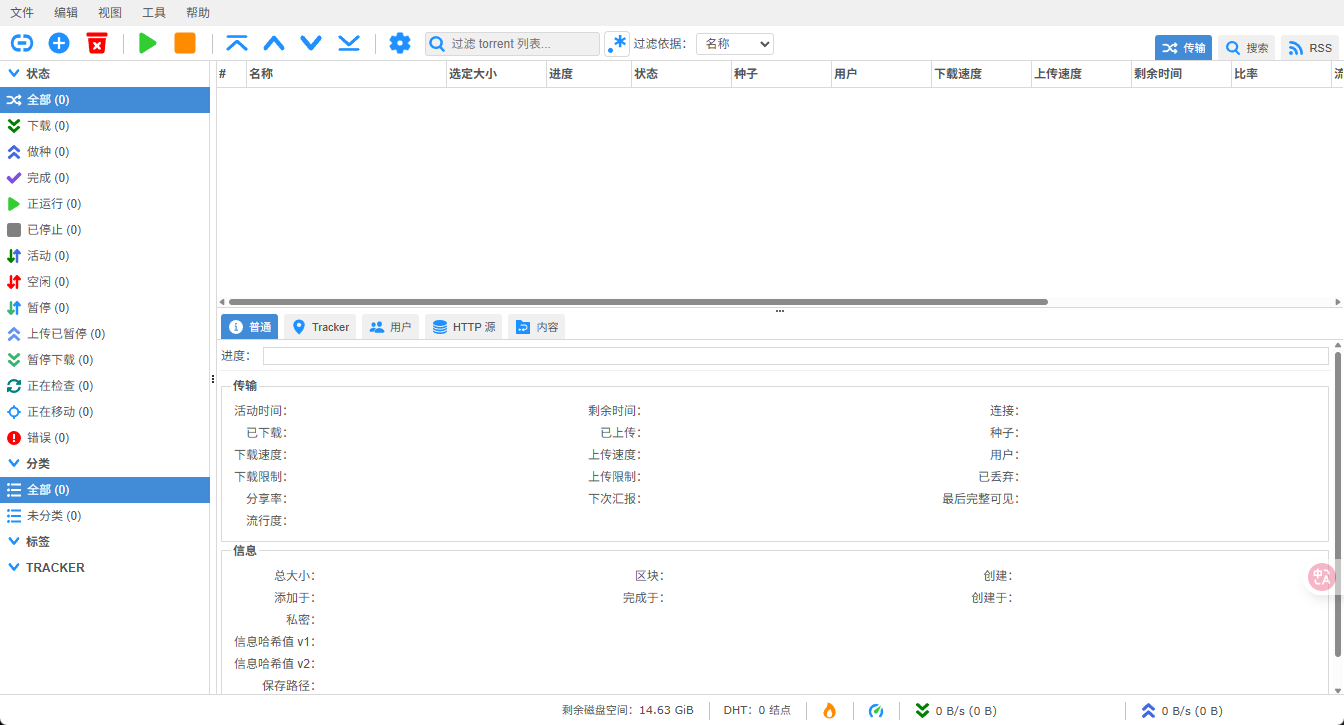 文件 编辑 视图 工具 帮助
过滤 torrent 列表... .* 过滤依据： 名称 传输 搜索 RSS
状态
全部 (0)
下载 (0)
做种 (0)
完成 (0)
正运行 (0)
已停止 (0)
活动 (0)
空闲 (0)
暂停 (0)
上传已暂停 (0)
暂停下载 (0)
正在检查 (0)
正在移动 (0)
错误 (0)
分类
全部 (0)
未分类 (0)
标签
TRACKER
# 名称 选定大小 进度 状态 种子 用户 下载速度 上传速度 剩余时间 比率 流
普通 Tracker 用户 HTTP 源 内容
进度：
传输
活动时间： 剩余时间： 连接：
已下载： 已上传： 种子：
下载速度： 上传速度： 用户：
下载限制： 上传限制： 已丢弃：
分享率： 下次汇报： 最后完整可见：
流行度：
信息
总大小： 区块： 创建：
添加于： 完成于： 创建于：
私密：
信息哈希值 v1：
信息哈希值 v2：
保存路径：
中 A
剩余磁盘空间：14.63 GiB DHT：0 结点 0 B/s (0 B) 0 B/s (0 B)